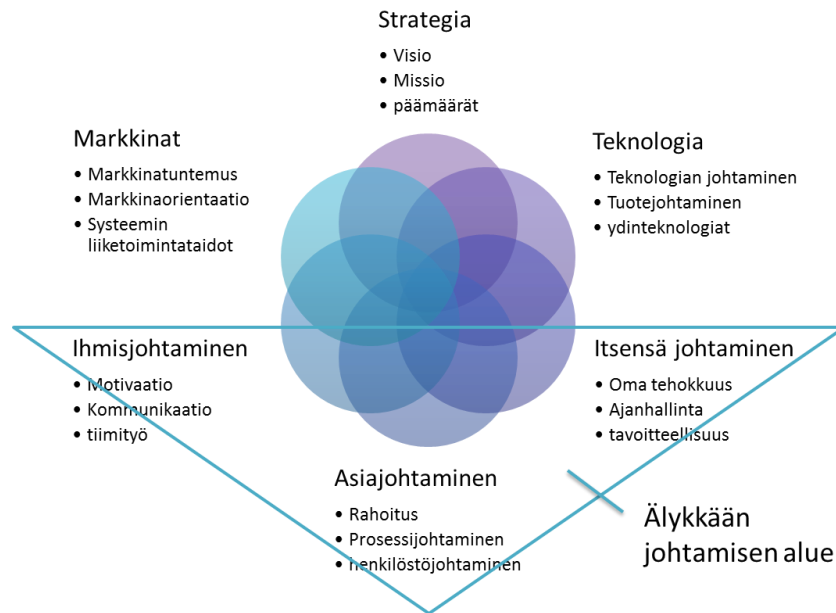 Strategia
• Visio
• Missio
• päämäärät
Markkinat
• Markkinatuntemus
• Markkinaorientaatio
• Systeemin
liiketoimintataidot
Teknologia
• Teknologian johtaminen
• Tuotejohtaminen
• ydinteknologiat
Ihmisjohtaminen
• Motivaatio
• Kommunikaatio
• tiimityö
Itsensä johtaminen
• Oma tehokkuus
• Ajanhallinta
• tavoitteellisuus
Asiajohtaminen
• Rahoitus
• Prosessijohtaminen
• henkilöstöjohtaminen
Älykkään
johtamisen alue